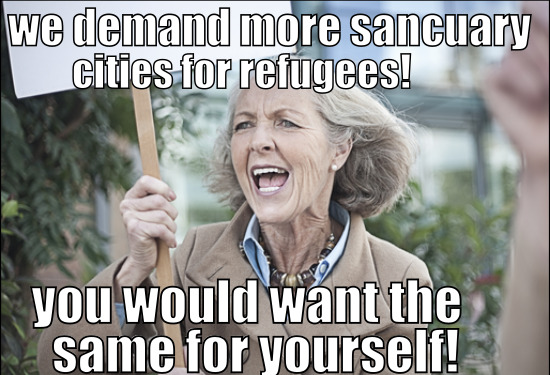 we demand more sancuary
cities for refugees!
you would want the
same for yourself!